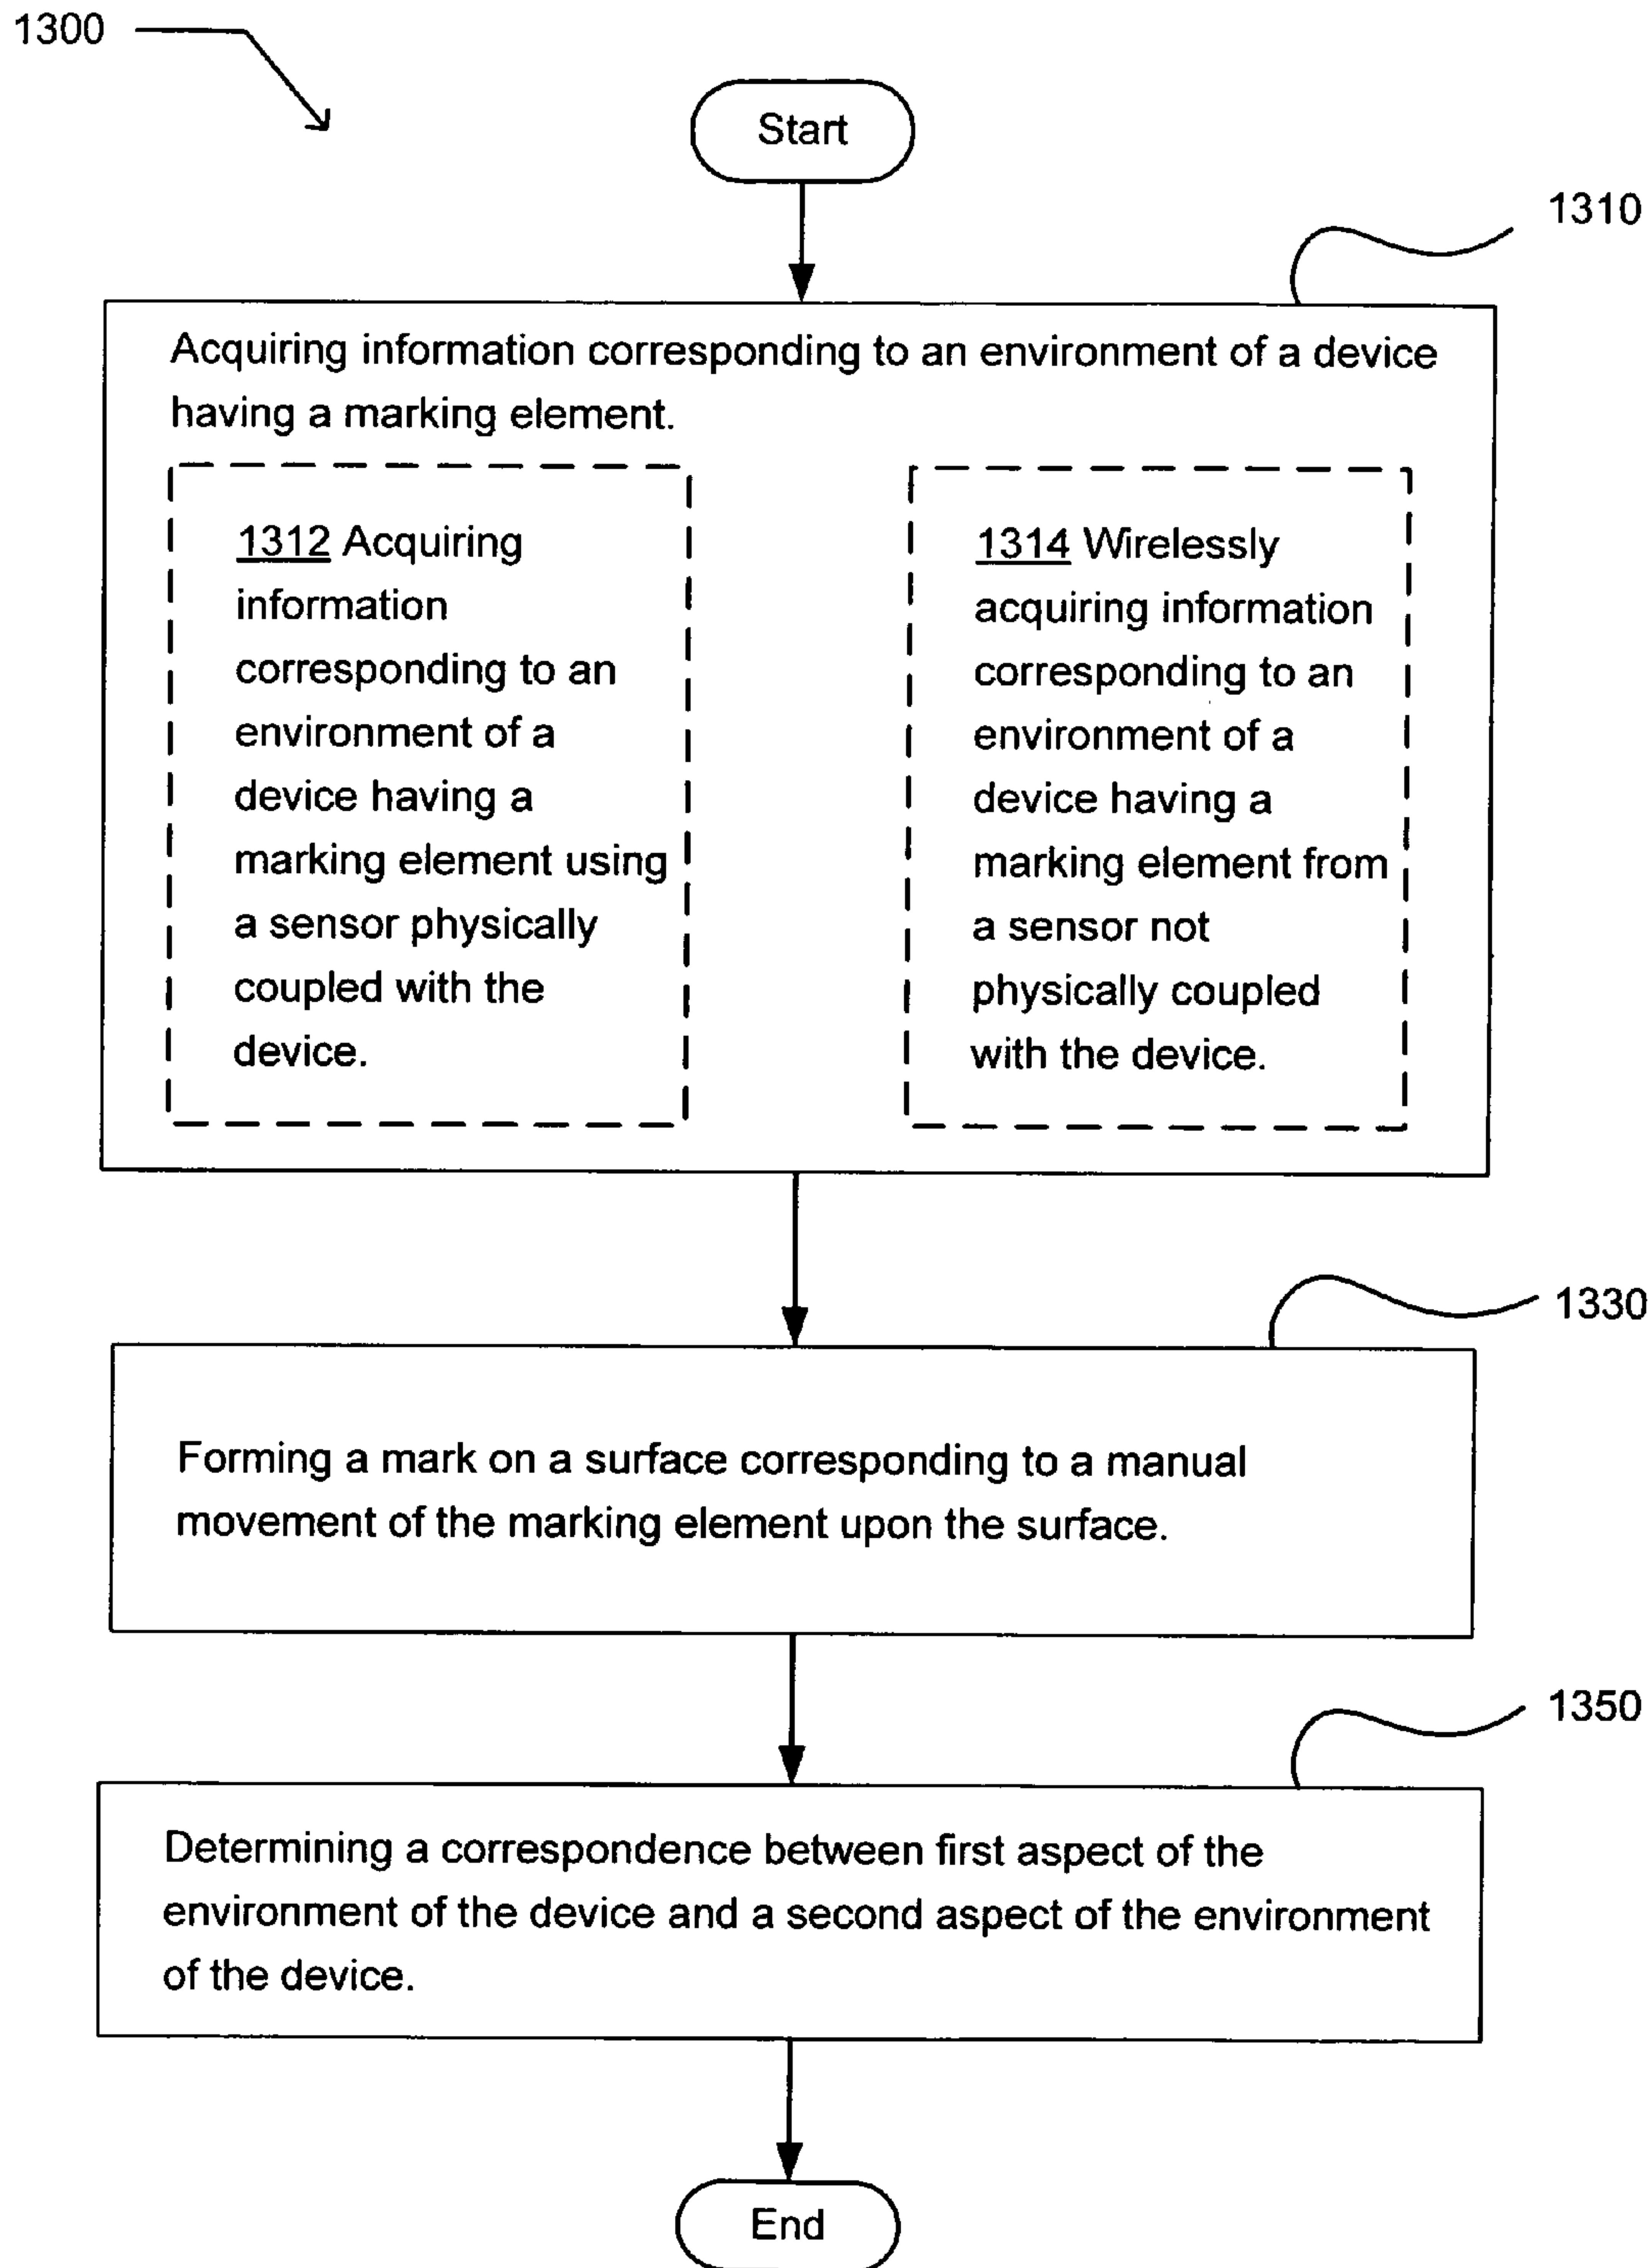 1300
Start
1310
Acquiring information corresponding to an environment of a device
having a marking element.
1312 Acquiring
information
corresponding to an
environment of a
device having a
marking element using
a sensor physically
coupled with the
device.
1314 Wirelessly
acquiring information
corresponding to an
environment of a
device having a
marking element from
a sensor not
physically coupled
with the device.
1330
Forming a mark on a surface corresponding to a manual
movement of the marking element upon the surface.
1350
Determining a correspondence between first aspect of the
environment of the device and a second aspect of the environment
of the device.
End